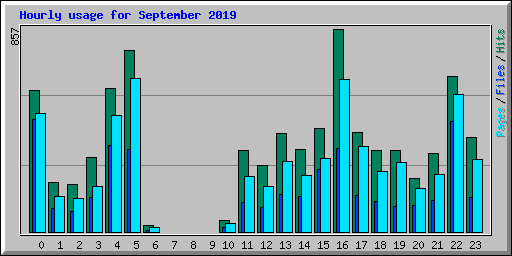 Hourly usage for September 2019
857
Pages/Files/Hits
0 1 2 3 4 5 6 7 8 9 10 11 12 13 14 15 16 17 18 19 20 21 22 23